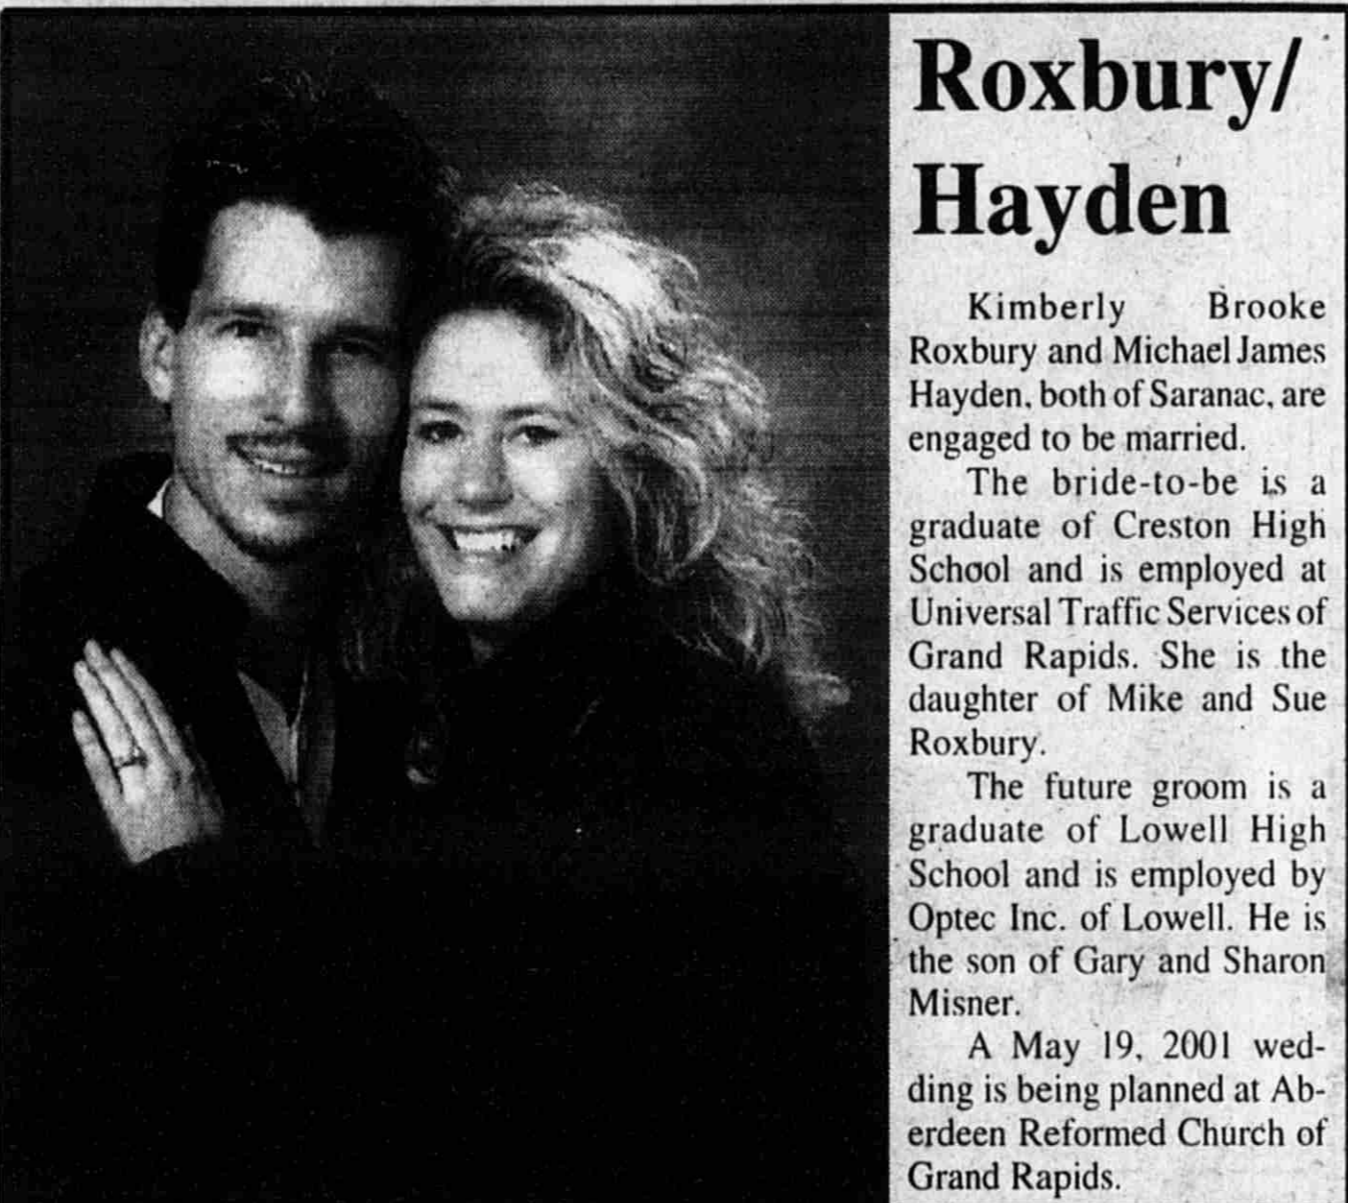 Roxbury/
Hayden
Kimberly Brooke
Roxbury and Michael James
Hayden, both of Saranac, are
engaged to be married.
The bride-to-be is a
graduate of Creston High
School and is employed at
Universal Traffic Services of
Grand Rapids. She is the
daughter of Mike and Sue
Roxbury.
The future groom is a
graduate of Lowell High
School and is employed by
Optec Inc. of Lowell. He is
the son of Gary and Sharon
Misner.
A May 19, 2001 wed-
ding is being planned at Ab-
erdeen Reformed Church of
Grand Rapids.